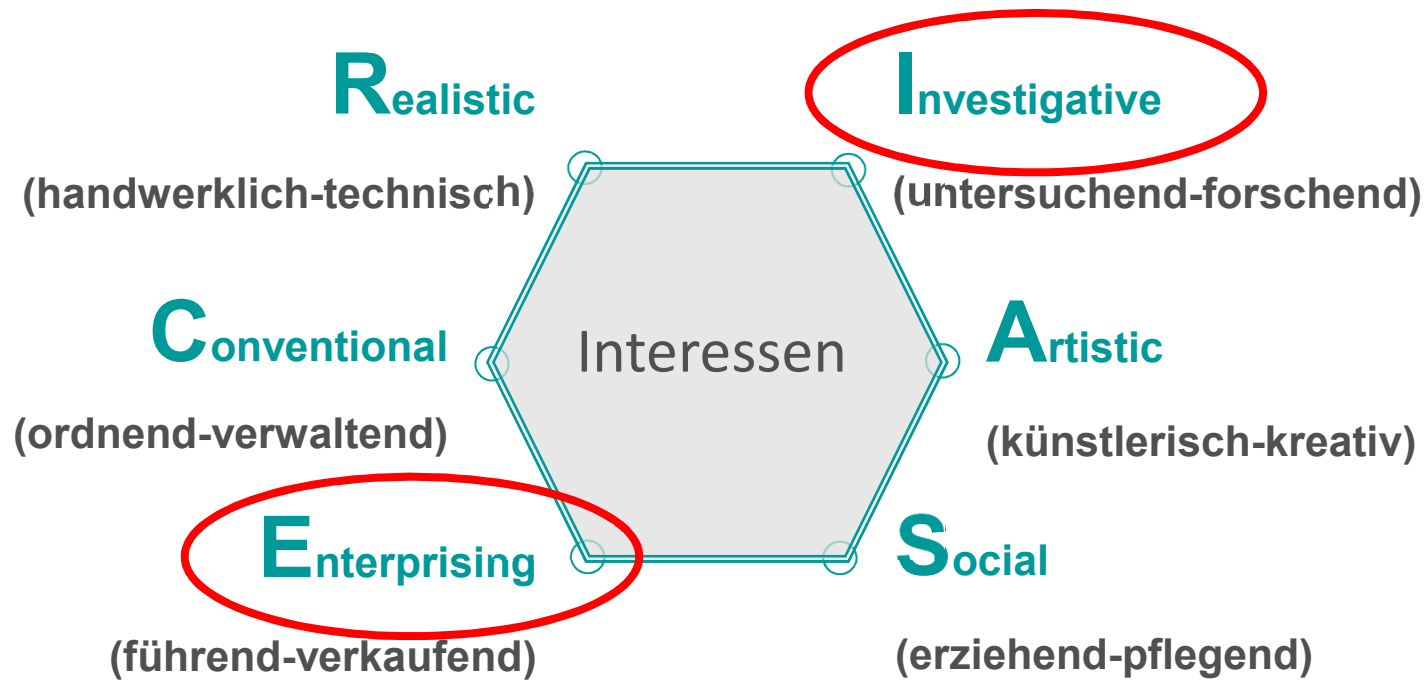 Realistic
(handwerklich-technisch)
Investigative
(untersuchend-forschend)
Conventional
(ordnend-verwaltend)
Interessen
Artistic
(künstlerisch-kreativ)
Enterprising
(führend-verkaufend)
Social
(erziehend-pflegend)